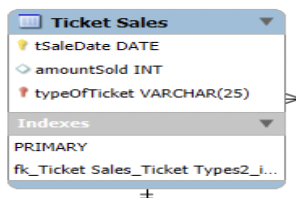 Ticket Sales
tSaleDate DATE
amountSold INT
typeOfTicket VARCHAR(25)
Indexes
PRIMARY
fk_Ticket Sales_Ticket Types2_i...